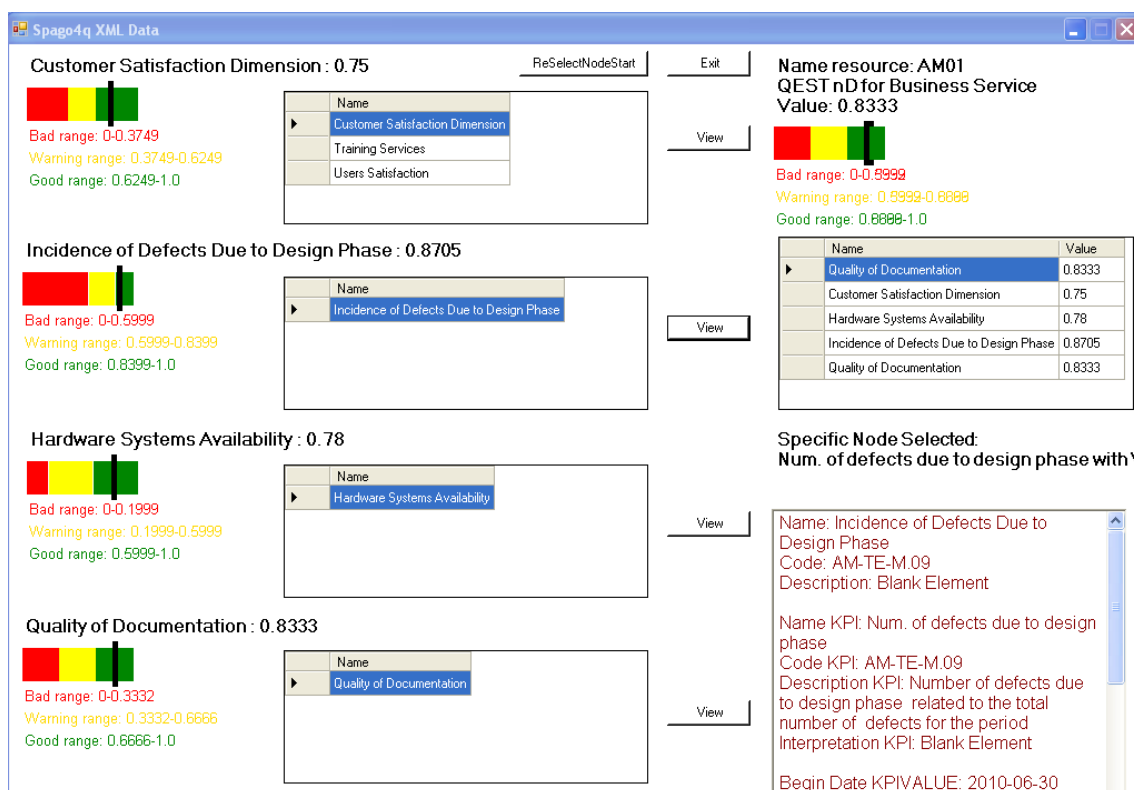 Spago4q XML Data
Customer Satisfaction Dimension : 0.75
ReSelectNodeStart
Exit
Bad range: 0-0.3749
Warning range: 0.3749-0.6249
Good range: 0.6249-1.0
Name
Customer Satisfaction Dimension
Training Services
Users Satisfaction
View
Name resource: AM01
QEST nD for Business Service
Value: 0.8333
Bad range: 0-0.5999
Warning range: 0.5999-0.8888
Good range: 0.8888-1.0
Incidence of Defects Due to Design Phase : 0.8705
Bad range: 0-0.5999
Warning range: 0.5999-0.8399
Good range: 0.8399-1.0
Name
Incidence of Defects Due to Design Phase
View
Name Value
Quality of Documentation 0.8333
Customer Satisfaction Dimension 0.75
Hardware Systems Availability 0.78
Incidence of Defects Due to Design Phase 0.8705
Quality of Documentation 0.8333
Hardware Systems Availability : 0.78
Bad range: 0-0.1999
Warning range: 0.1999-0.5999
Good range: 0.5999-1.0
Name
Hardware Systems Availability
View
Specific Node Selected:
Num. of defects due to design phase with
Name: Incidence of Defects Due to
Design Phase
Code: AM-TE-M.09
Description: Blank Element
Name KPI: Num. of defects due to design
phase
Code KPI: AM-TE-M.09
Description KPI: Number of defects due
to design phase related to the total
number of defects for the period
Interpretation KPI: Blank Element
Begin Date KPIVALUE: 2010-06-30
Quality of Documentation : 0.8333
Bad range: 0-0.3332
Warning range: 0.3332-0.6666
Good range: 0.6666-1.0
Name
Quality of Documentation
View